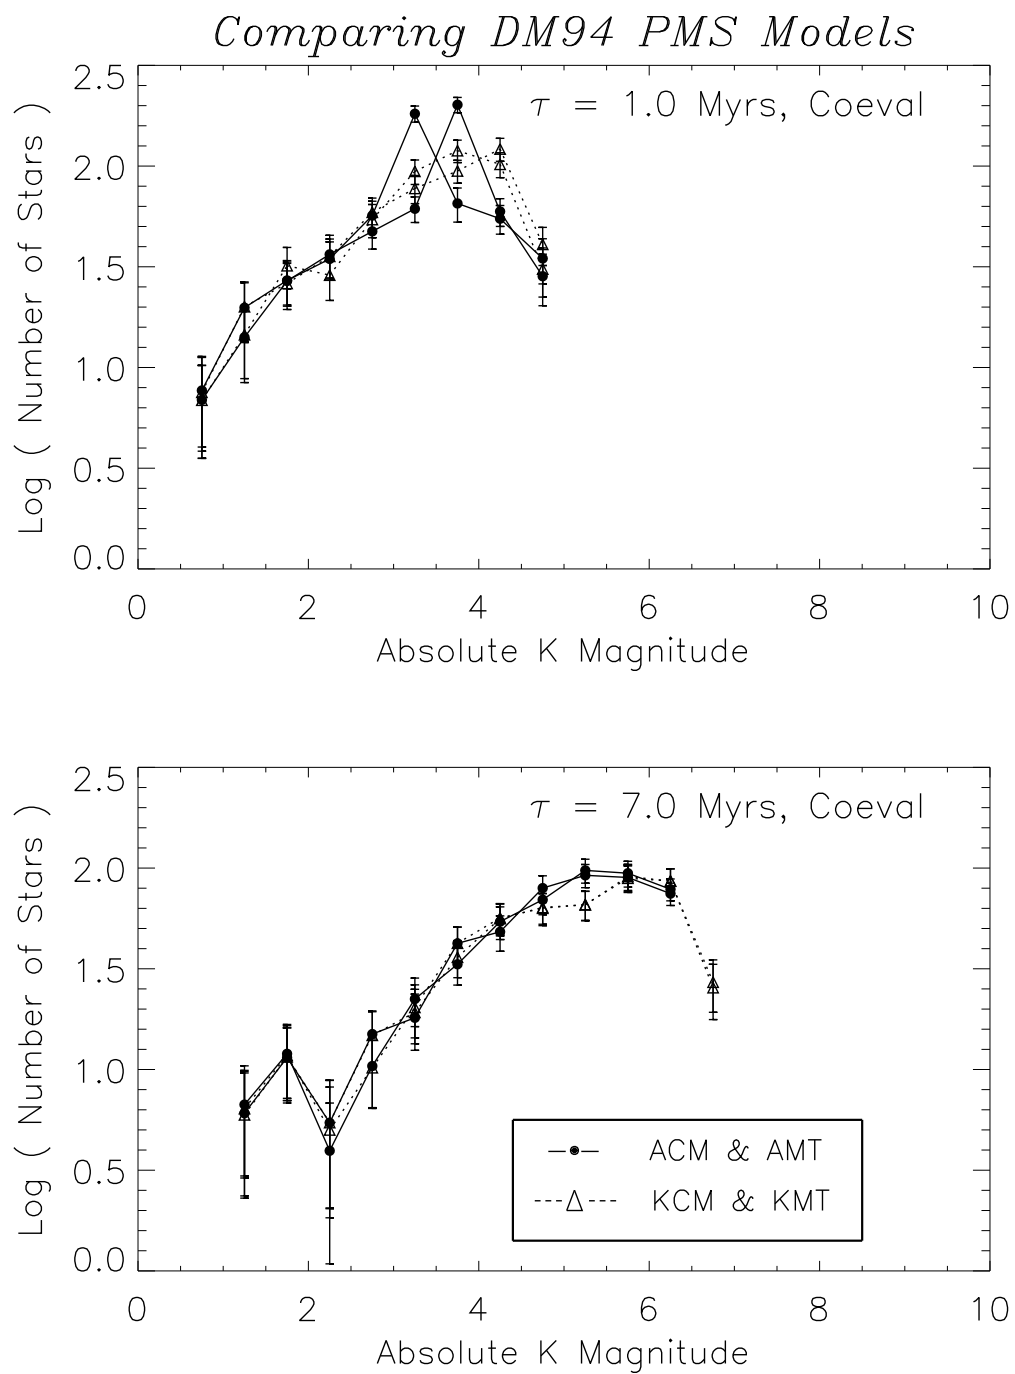 Comparing DM94 PMS Models
τ = 1.0 Myrs, Coeval
Log ( Number of Stars )
2.5
2.0
1.5
1.0
0.5
0.0
0 2 4 6 8 10
Absolute K Magnitude
τ = 7.0 Myrs, Coeval
Log ( Number of Stars )
2.5
2.0
1.5
1.0
0.5
0.0
ACM & AMT
KCM & KMT
0 2 4 6 8 10
Absolute K Magnitude